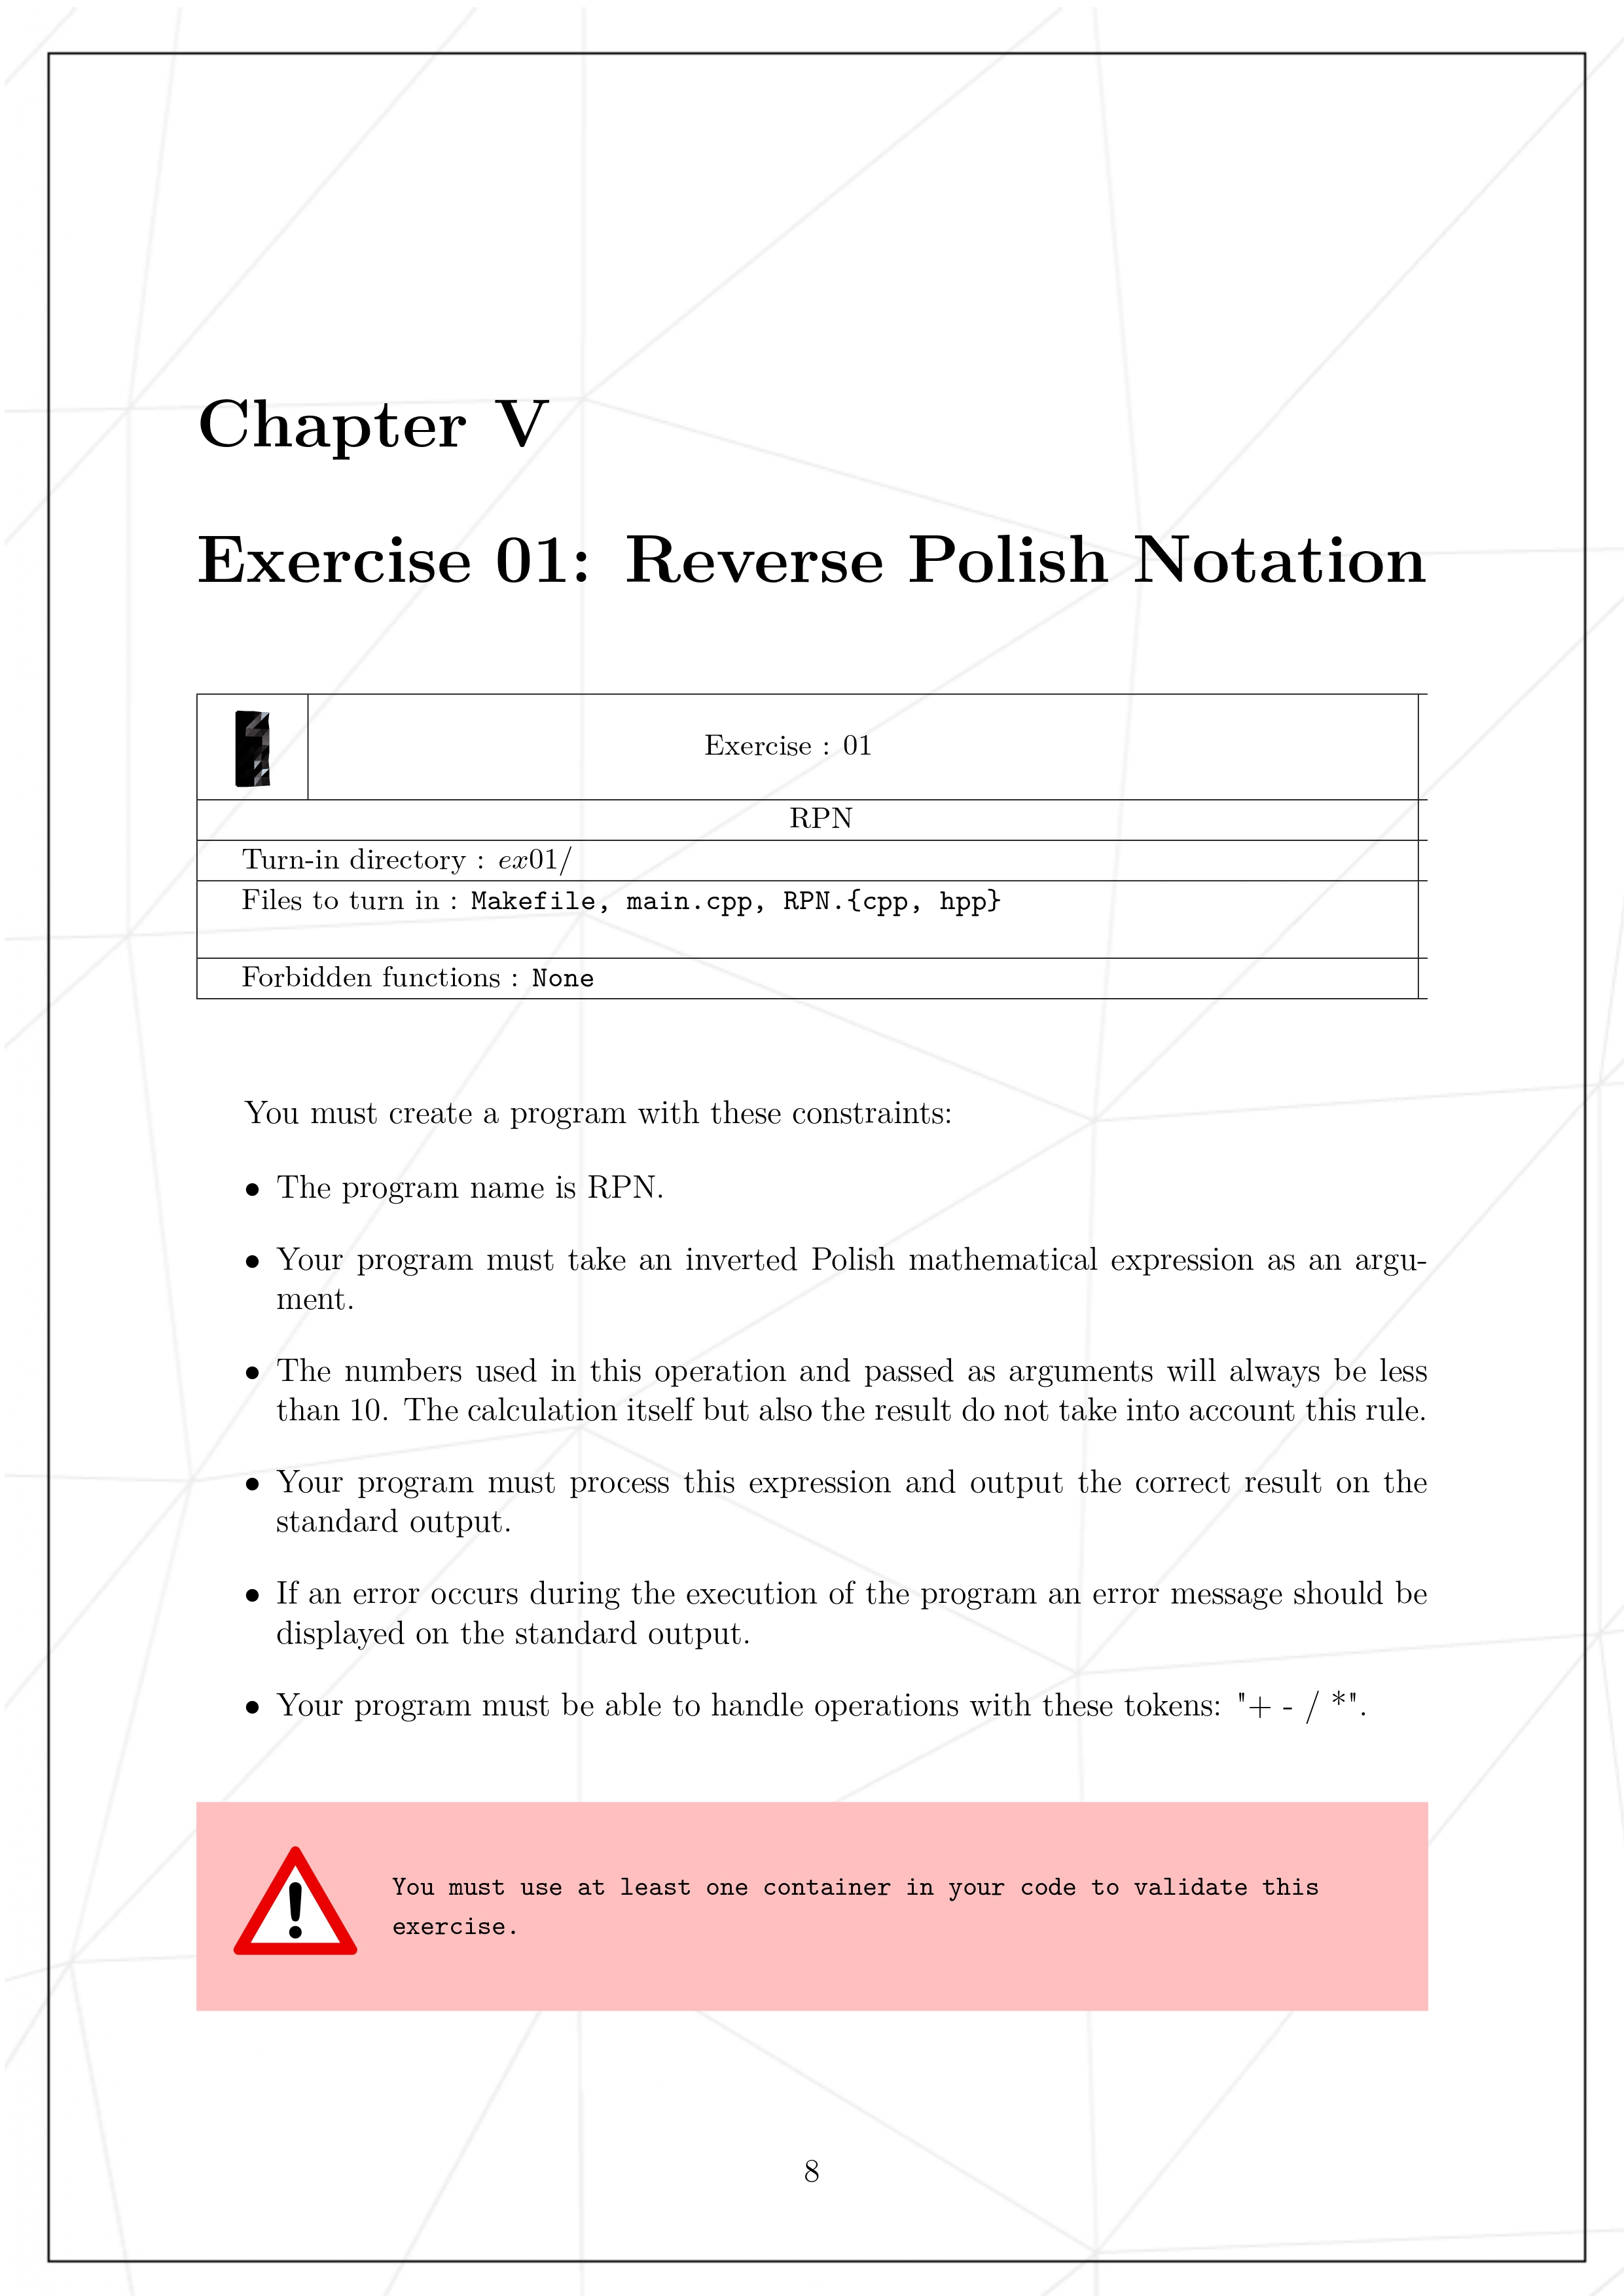 Chapter V
Exercise 01: Reverse Polish Notation
Exercise : 01
RPN
Turn-in directory : ex01/
Files to turn in : Makefile, main.cpp, RPN.{cpp, hpp}
Forbidden functions : None
You must create a program with these constraints:
• The program name is RPN.
• Your program must take an inverted Polish mathematical expression as an argu-
ment.
• The numbers used in this operation and passed as arguments will always be less
than 10. The calculation itself but also the result do not take into account this rule.
• Your program must process this expression and output the correct result on the
standard output.
• If an error occurs during the execution of the program an error message should be
displayed on the standard output.
• Your program must be able to handle operations with these tokens: "+ - / *".
You must use at least one container in your code to validate this
exercise.
8